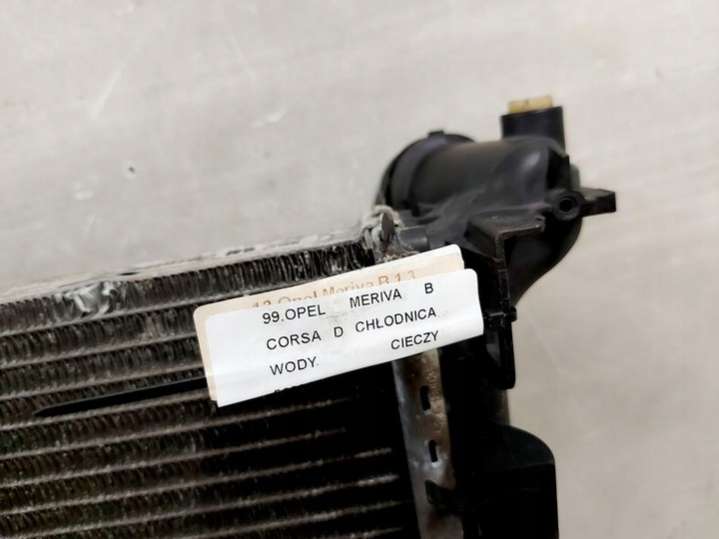 12 Opel Meriva B 1.3
99.OPEL MERIVA B
CORSA D CHŁODNICA
WODY. CIECZY